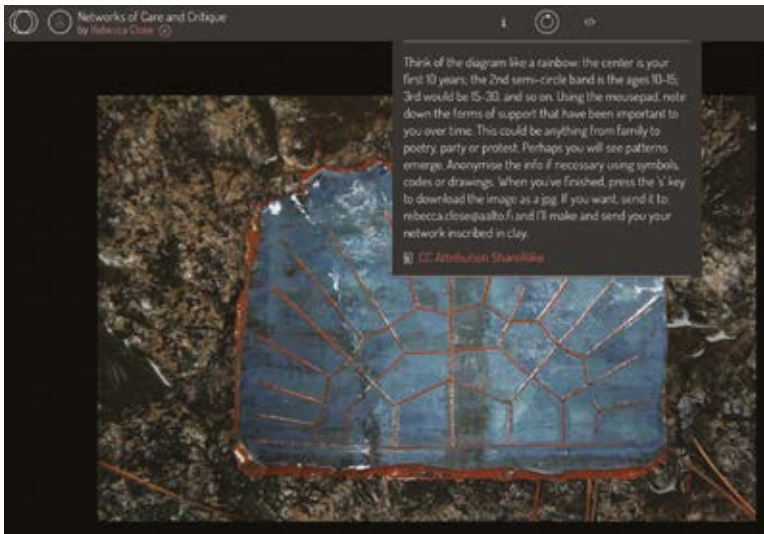 Networks of Care and Critique
by Rebecca Close
Think of the diagram like a rainbow: the center is your
first 10 years; the 2nd semi-circle band is the ages 10-15;
3rd would be 15-30; and so on. Using the mousepad, note
down the forms of support that have been important to
you over time. This could be anything from family to
poetry, party or protest. Perhaps you will see patterns
emerge. Anonymise the info if necessary using symbols,
codes or drawings. When you've finished, press the 's' key
to download the image as a jpg. If you want, send it to:
rebecca.close@aalto.fi and I'll make and send you your
network inscribed in clay.
CC Attribution ShareAlike